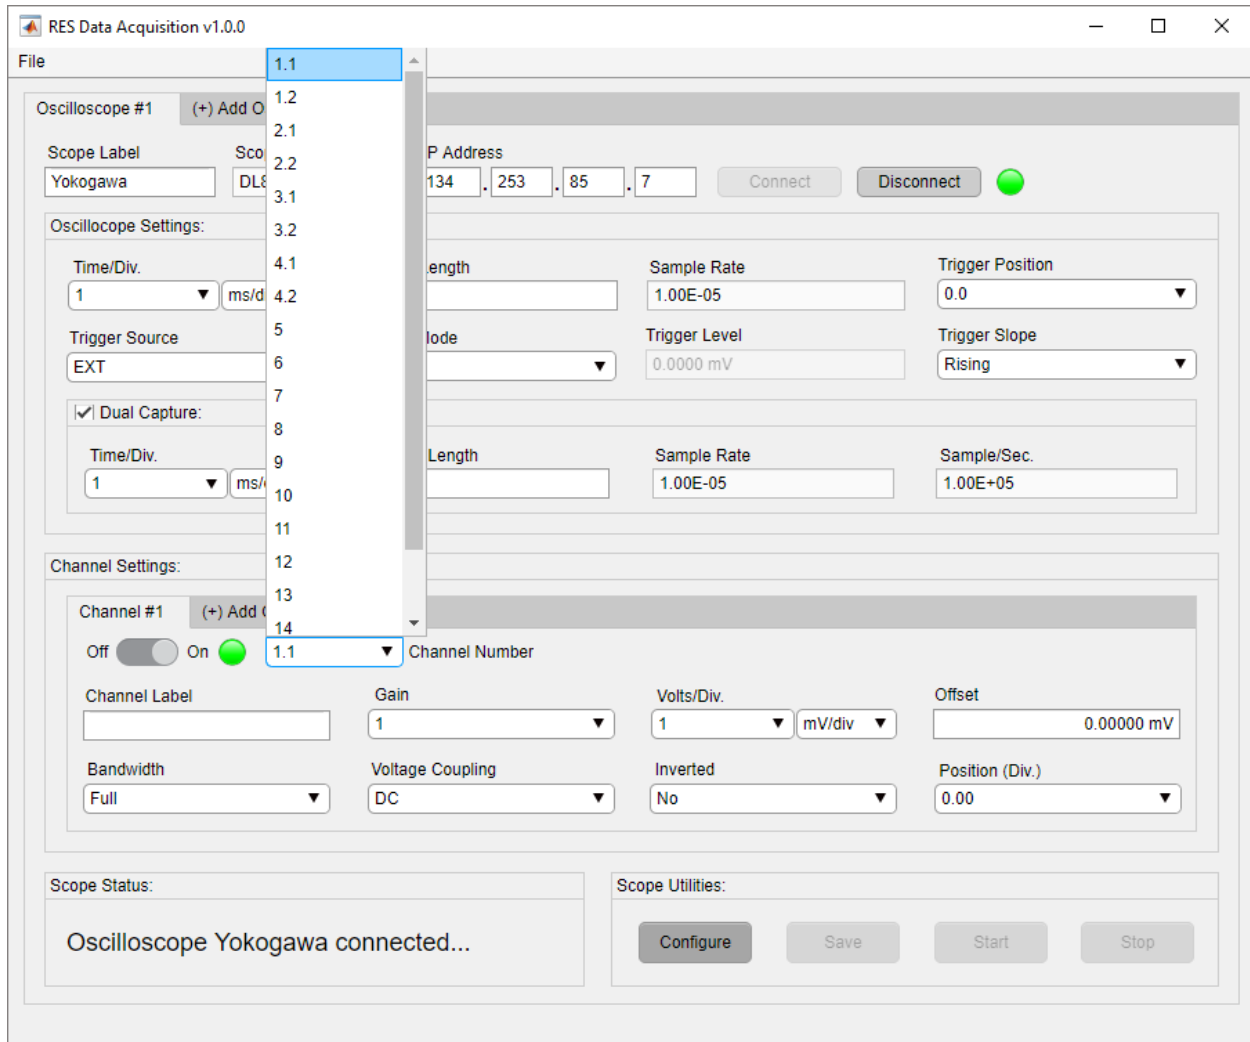 RES Data Acquisition v1.0.0
File
Oscilloscope #1 (+) Add O
Scope Label Sco P Address
Yokogawa DL8 134 . 253 . 85 . 7 Connect Disconnect
Oscillocope Settings:
Time/Div. ength Sample Rate Trigger Position
1 ms/d 1.00E-05 0.0
Trigger Source lode Trigger Level Trigger Slope
EXT 0.0000 mV Rising
Dual Capture:
Time/Div. Length Sample Rate Sample/Sec.
1 ms/ 1.00E-05 1.00E+05
1.1
1.2
2.1
2.2
3.1
3.2
4.1
4.2
5
6
7
8
9
10
11
12
13
14
Channel Settings:
Channel #1 (+) Add
Off On 1.1 Channel Number
Channel Label Gain Volts/Div. Offset
1 1 mV/div 0.00000 mV
Bandwidth Voltage Coupling Inverted Position (Div.)
Full DC No 0.00
Scope Status:
Oscilloscope Yokogawa connected...
Scope Utilities:
Configure Save Start Stop